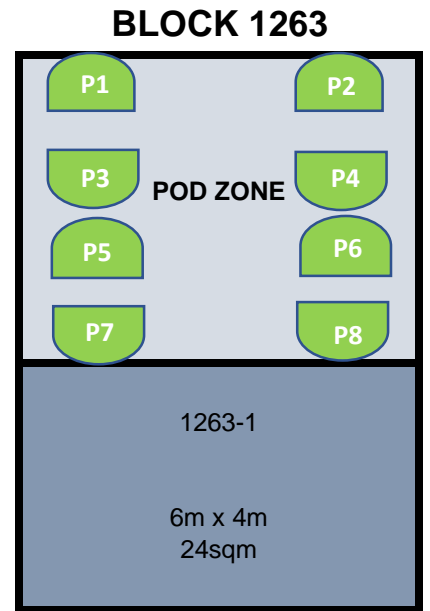 BLOCK 1263
P1
P2
P3
POD ZONE
P4
P5
P6
P7
P8
1263-1
6m x 4m
24sqm